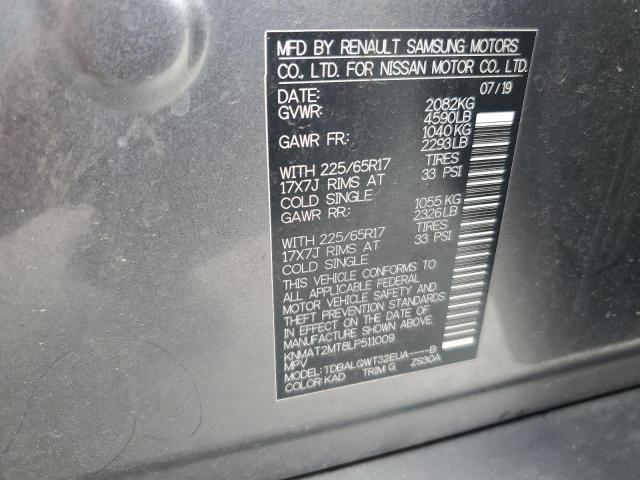 MFD BY RENAULT SAMSUNG MOTORS
CO., LTD. FOR NISSAN MOTOR CO., LTD.
DATE: 07/19
GVWR: 2082KG
4590LB
GAWR FR: 1040KG
2293LB
WITH 225/65R17 TIRES
17X7J RIMS AT 33 PSI
COLD SINGLE
GAWR RR: 1055 KG
2326LB
WITH 225/65R17 TIRES
17X7J RIMS AT 33 PSI
COLD SINGLE
THIS VEHICLE CONFORMS TO
ALL APPLICABLE FEDERAL
MOTOR VEHICLE SAFETY AND
THEFT PREVENTION STANDARDS
IN EFFECT ON THE DATE OF
MANUFACTURE SHOWN ABOVE.
KNMAT2MT8LP511009
MPV
MODEL: TDBALQWT32EUA----B
COLOR: KAD TRIM: G ZS30A